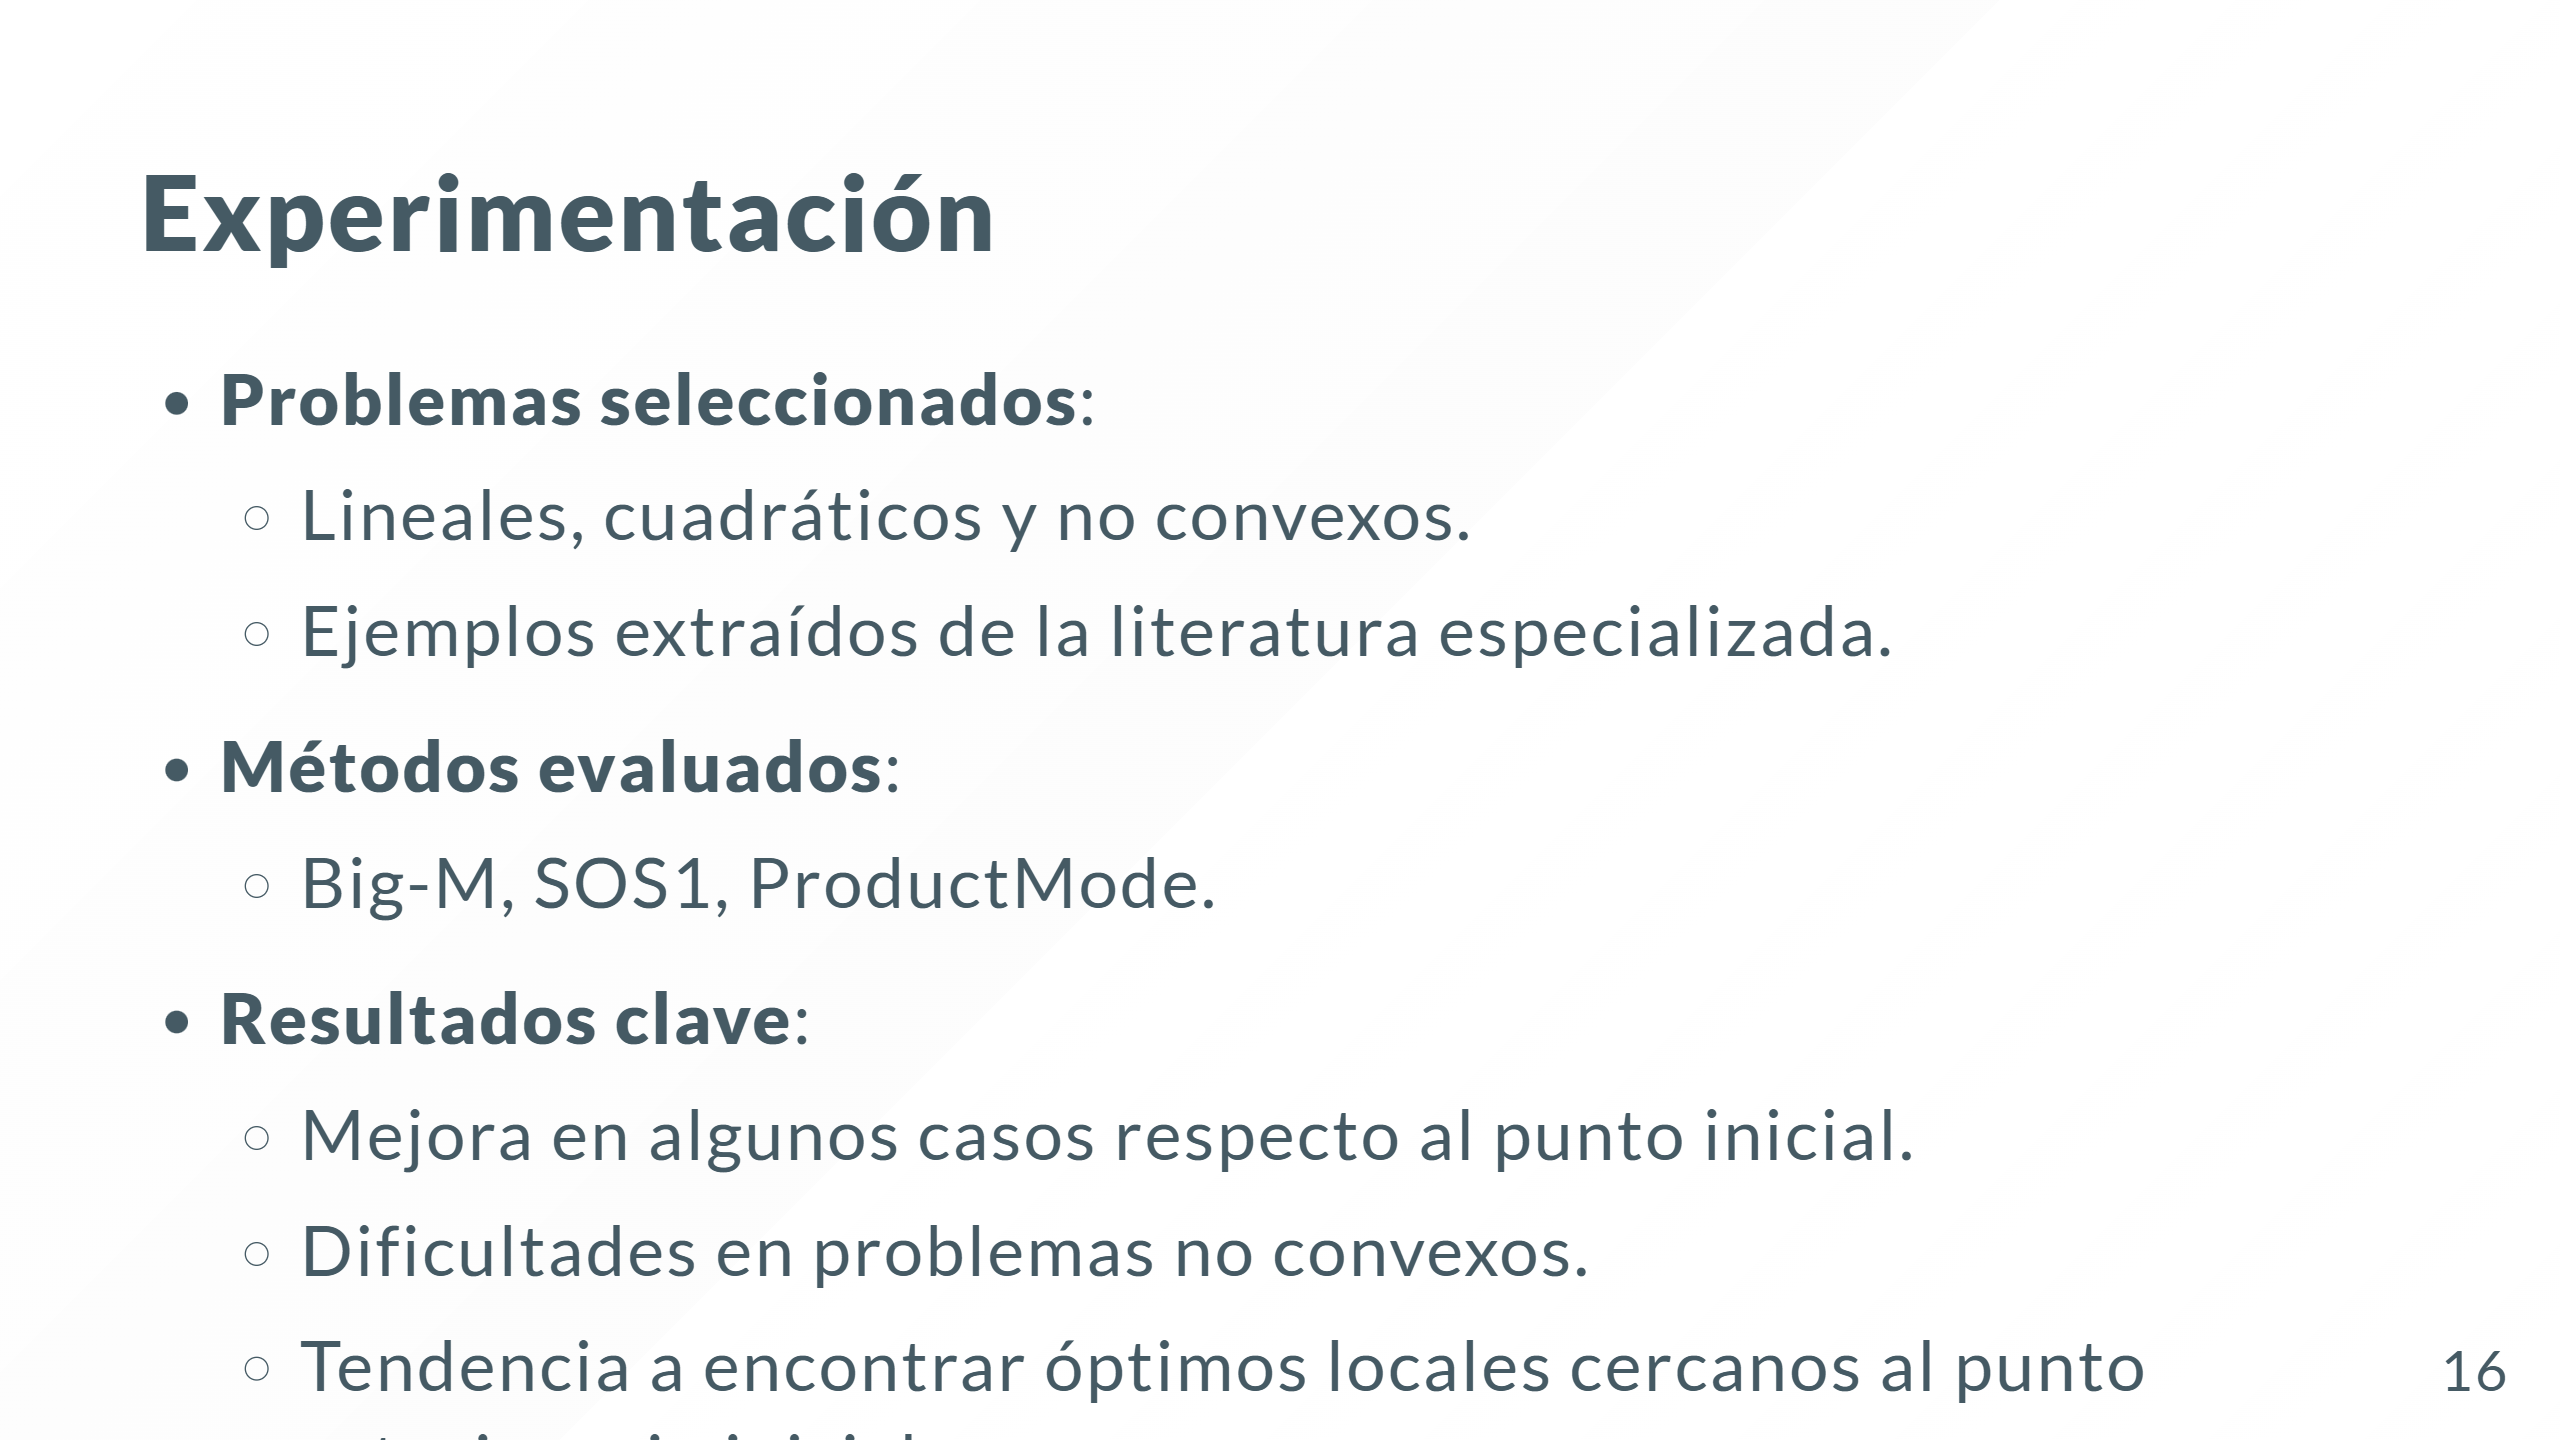 Experimentación
• Problemas seleccionados:
○ Lineales, cuadráticos y no convexos.
○ Ejemplos extraídos de la literatura especializada.
• Métodos evaluados:
○ Big-M, SOS1, ProductMode.
• Resultados clave:
○ Mejora en algunos casos respecto al punto inicial.
○ Dificultades en problemas no convexos.
○ Tendencia a encontrar óptimos locales cercanos al punto
16